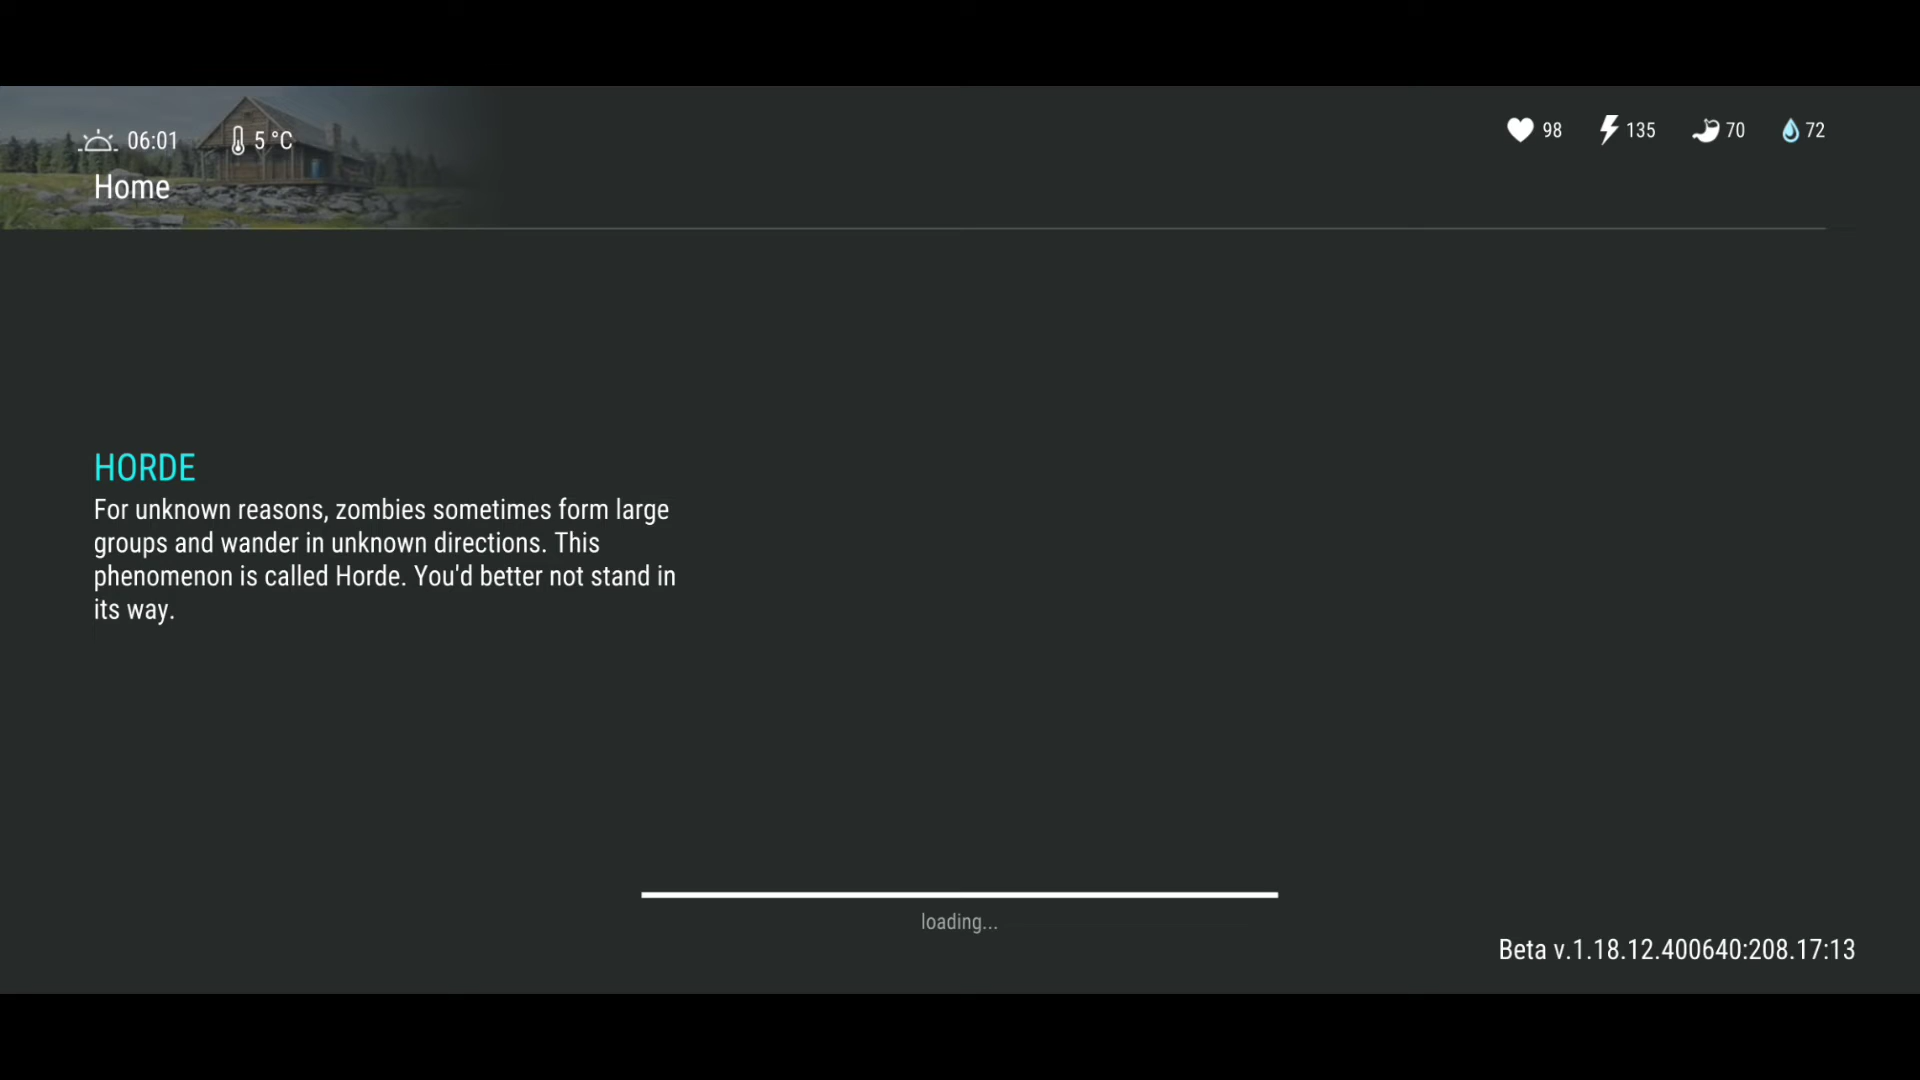 06:01
5 °C
98
135
70
72
Home
HORDE
For unknown reasons, zombies sometimes form large
groups and wander in unknown directions. This
phenomenon is called Horde. You'd better not stand in
its way.
loading...
Beta v.1.18.12.400640:208.17:13